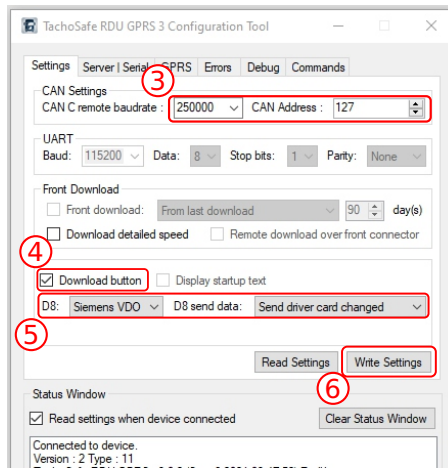 TachoSafe RDU GPRS 3 Configuration Tool
Settings Server | Serial GPRS Errors Debug Commands
③
CAN Settings
CAN C remote baudrate : 250000 CAN Address : 127
UART
Baud: 115200 Data: 8 Stop bits: 1 Parity: None
Front Download
Front download: From last download 90 day(s)
Download detailed speed Remote download over front connector
④
Download button Display startup text
D8: Siemens VDO D8 send data: Send driver card changed
⑤
Read Settings Write Settings
⑥
Status Window
Read settings when device connected Clear Status Window
Connected to device.
Version : 2 Type : 11